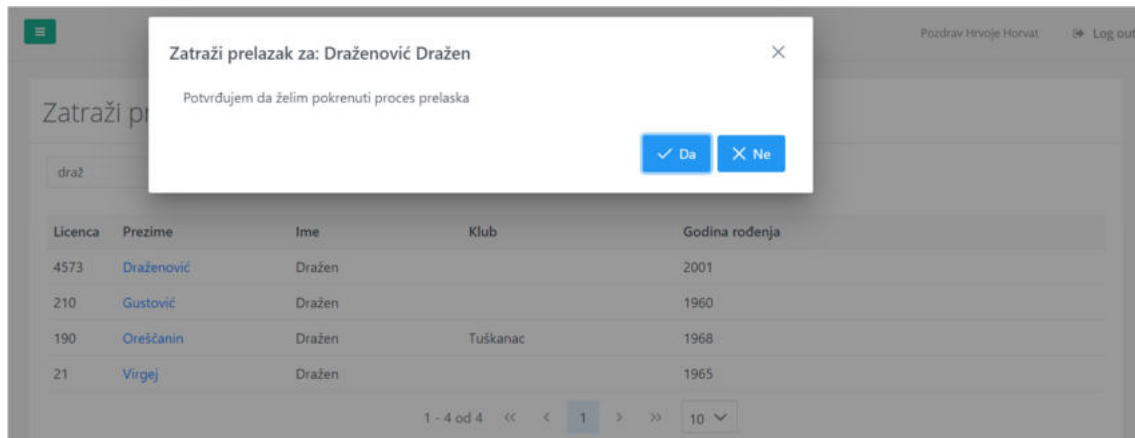 Pozdrav Hrvoje Horvat Log out
Zatraži prelazak za: Draženović Dražen
Potvrđujem da želim pokrenuti proces prelaska
Da Ne
Zatraži
draž
Licenca Prezime Ime Klub Godina rođenja
4573 Draženović Dražen 2001
210 Gustović Dražen 1960
190 Oreščanin Dražen Tuškanac 1968
21 Virgej Dražen 1965
1 - 4 od 4 << < 1 > >> 10